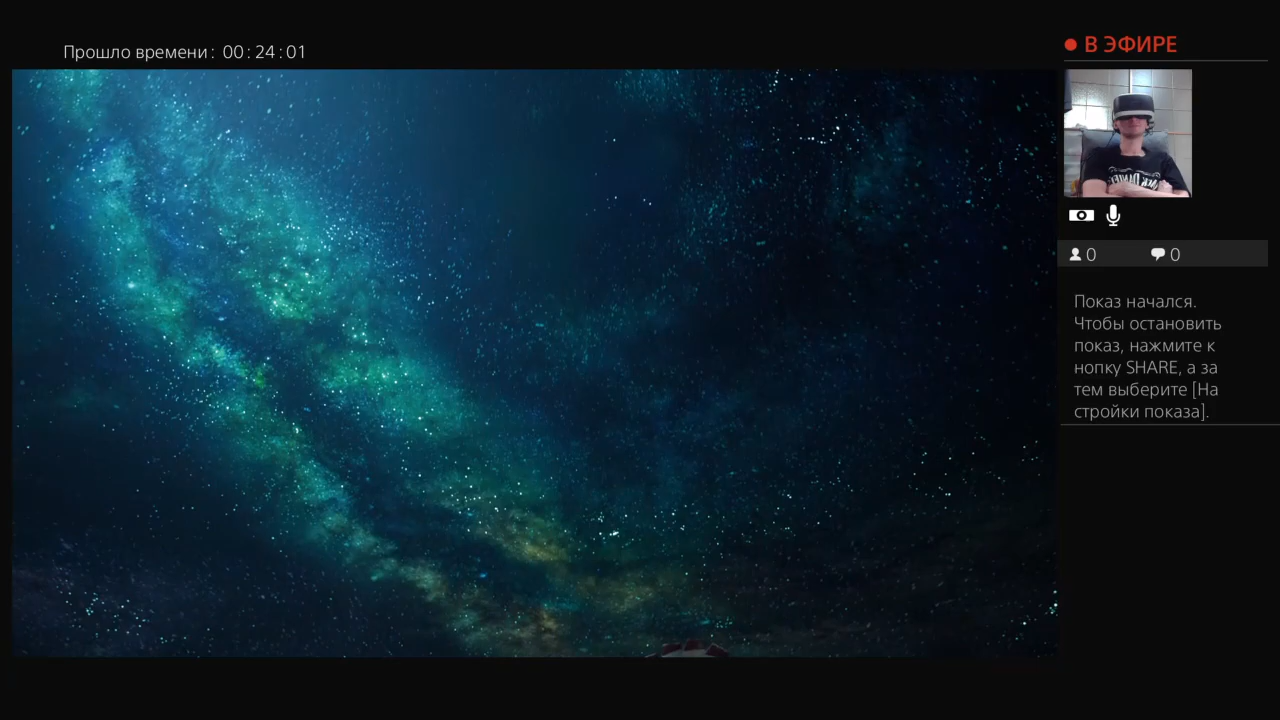 Прошло времени: 00:24:01
В ЭФИРЕ
0 0
Показ начался.
Чтобы остановить
показ, нажмите к
нопку SHARE, а за
тем выберите [На
стройки показа].